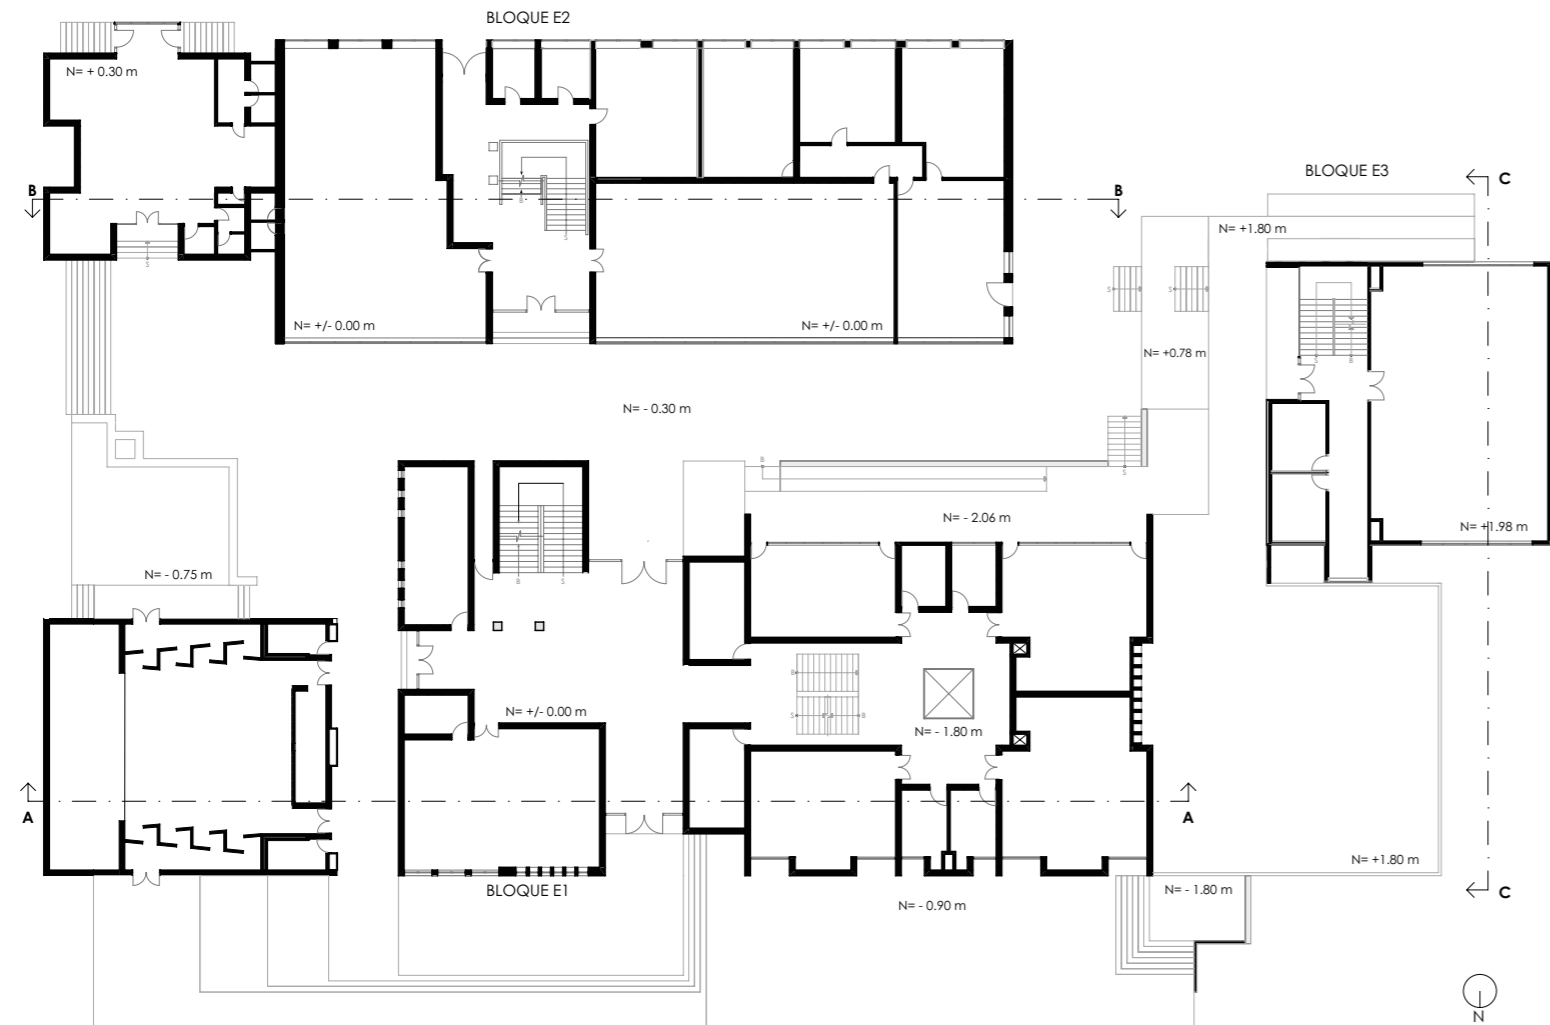 BLOQUE E2
N= + 0.30 m
BLOQUE E3
C
B
B
N= +1.80 m
S
B
S
S
S
S
N= +/- 0.00 m
N= +/- 0.00 m
N= +0.78 m
S
B
N= - 0.30 m
B
S
N= - 2.06 m
N= +1.98 m
N= - 0.75 m
B
S
B
N= +/- 0.00 m
S
B
N= - 1.80 m
A
A
N= +1.80 m
BLOQUE E1
N= - 1.80 m
C
N= - 0.90 m
N